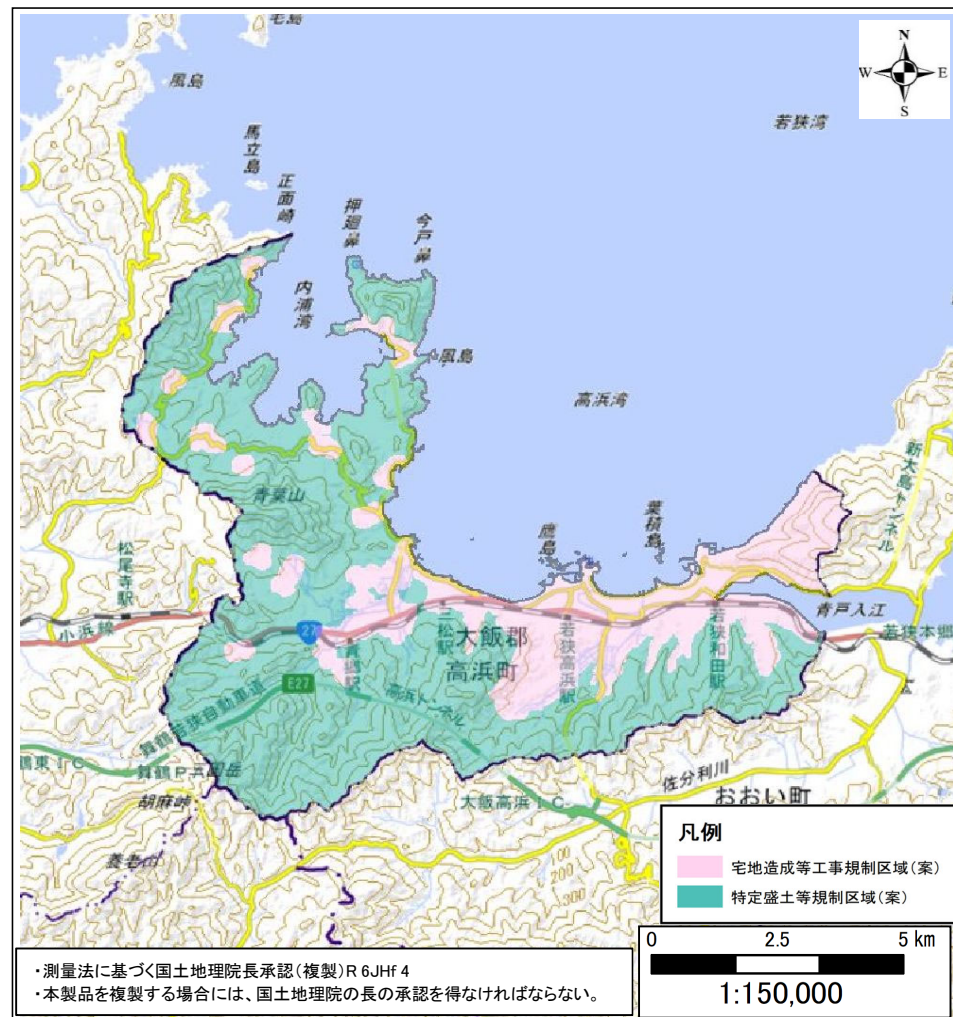 毛島
風島
N
W
E
S
馬立島
若狭湾
正面崎
押廻鼻
今戸鼻
内浦湾
風島
高浜湾
新大島トンネル
青葉山
鷹島
葉積島
松尾寺駅
青戸入江
小浜線
27
三松駅
大飯郡
高浜町
若狭高浜駅
若狭和田駅
若狭本郷
青郷駅
E27
舞鶴若狭自動車道
高浜トンネル
鶴東IC
舞鶴PA
胡麻峠
大飯高浜IC
佐分利川
おおい町
養老山
200
100
凡例
宅地造成等工事規制区域(案)
特定盛土等規制区域(案)
0 2.5 5 km
1:150,000
・測量法に基づく国土地理院長承認(複製)R 6JHf 4
・本製品を複製する場合には、国土地理院の長の承認を得なければならない。